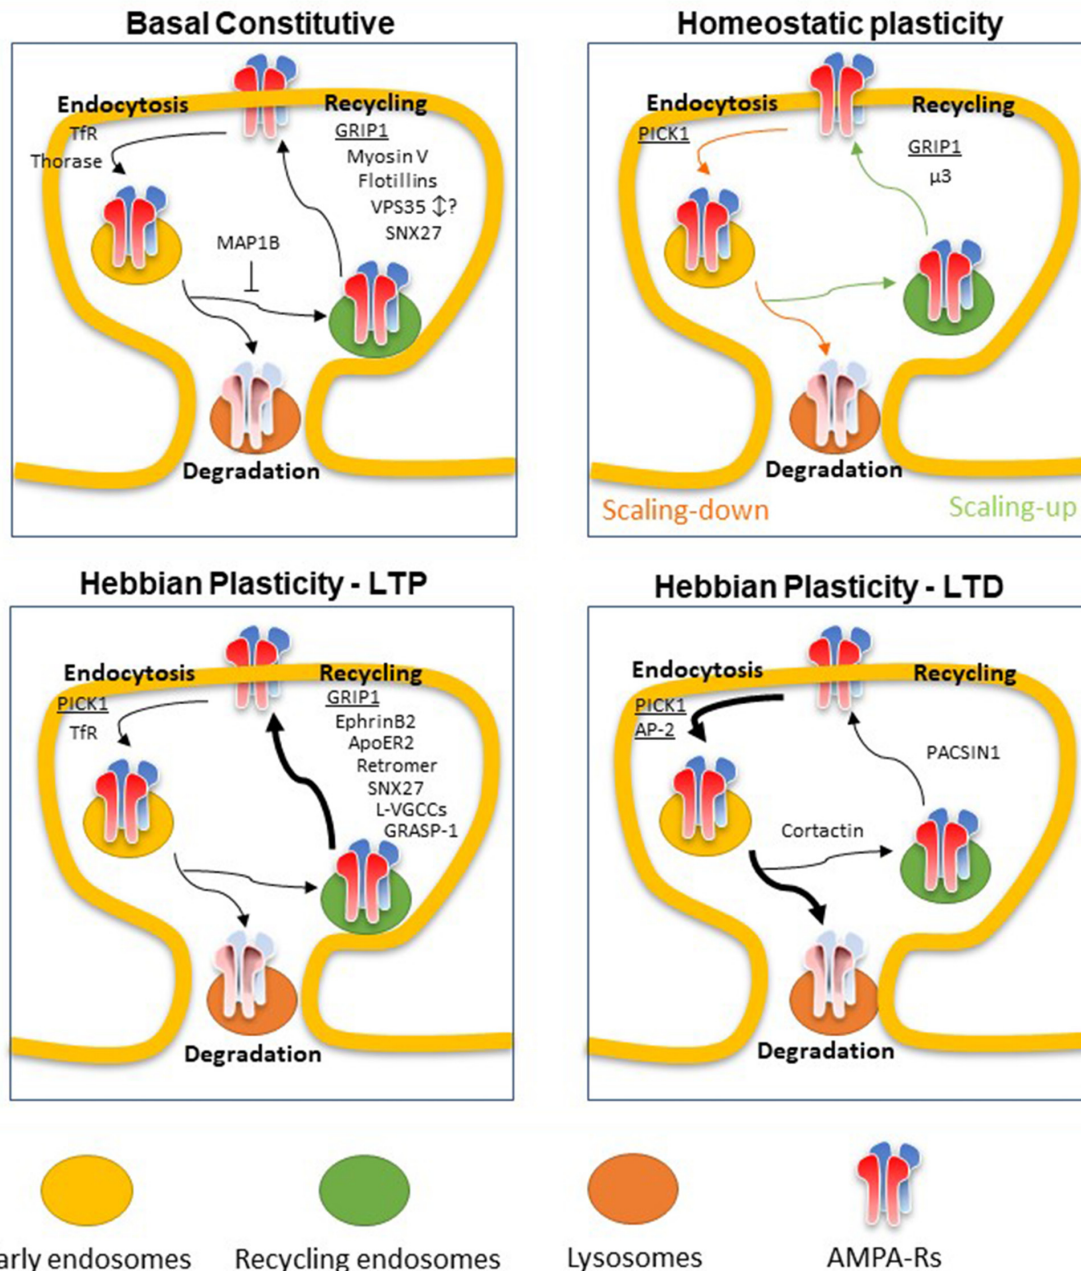 Basal Constitutive
Endocytosis
Recycling
TfR
Thorase
GRIP1
Myosin V
Flotillins
VPS35 ↕?
SNX27
MAP1B
Degradation
Homeostatic plasticity
Endocytosis
Recycling
PICK1
GRIP1
µ3
Degradation
Scaling-down
Scaling-up
Hebbian Plasticity - LTP
Endocytosis
Recycling
PICK1
TfR
GRIP1
EphrinB2
ApoER2
Retromer
SNX27
L-VGCCs
GRASP-1
Degradation
Hebbian Plasticity - LTD
Endocytosis
Recycling
PICK1
AP-2
PACSIN1
Cortactin
Degradation
arly endosomes
Recycling endosomes
Lysosomes
AMPA-Rs